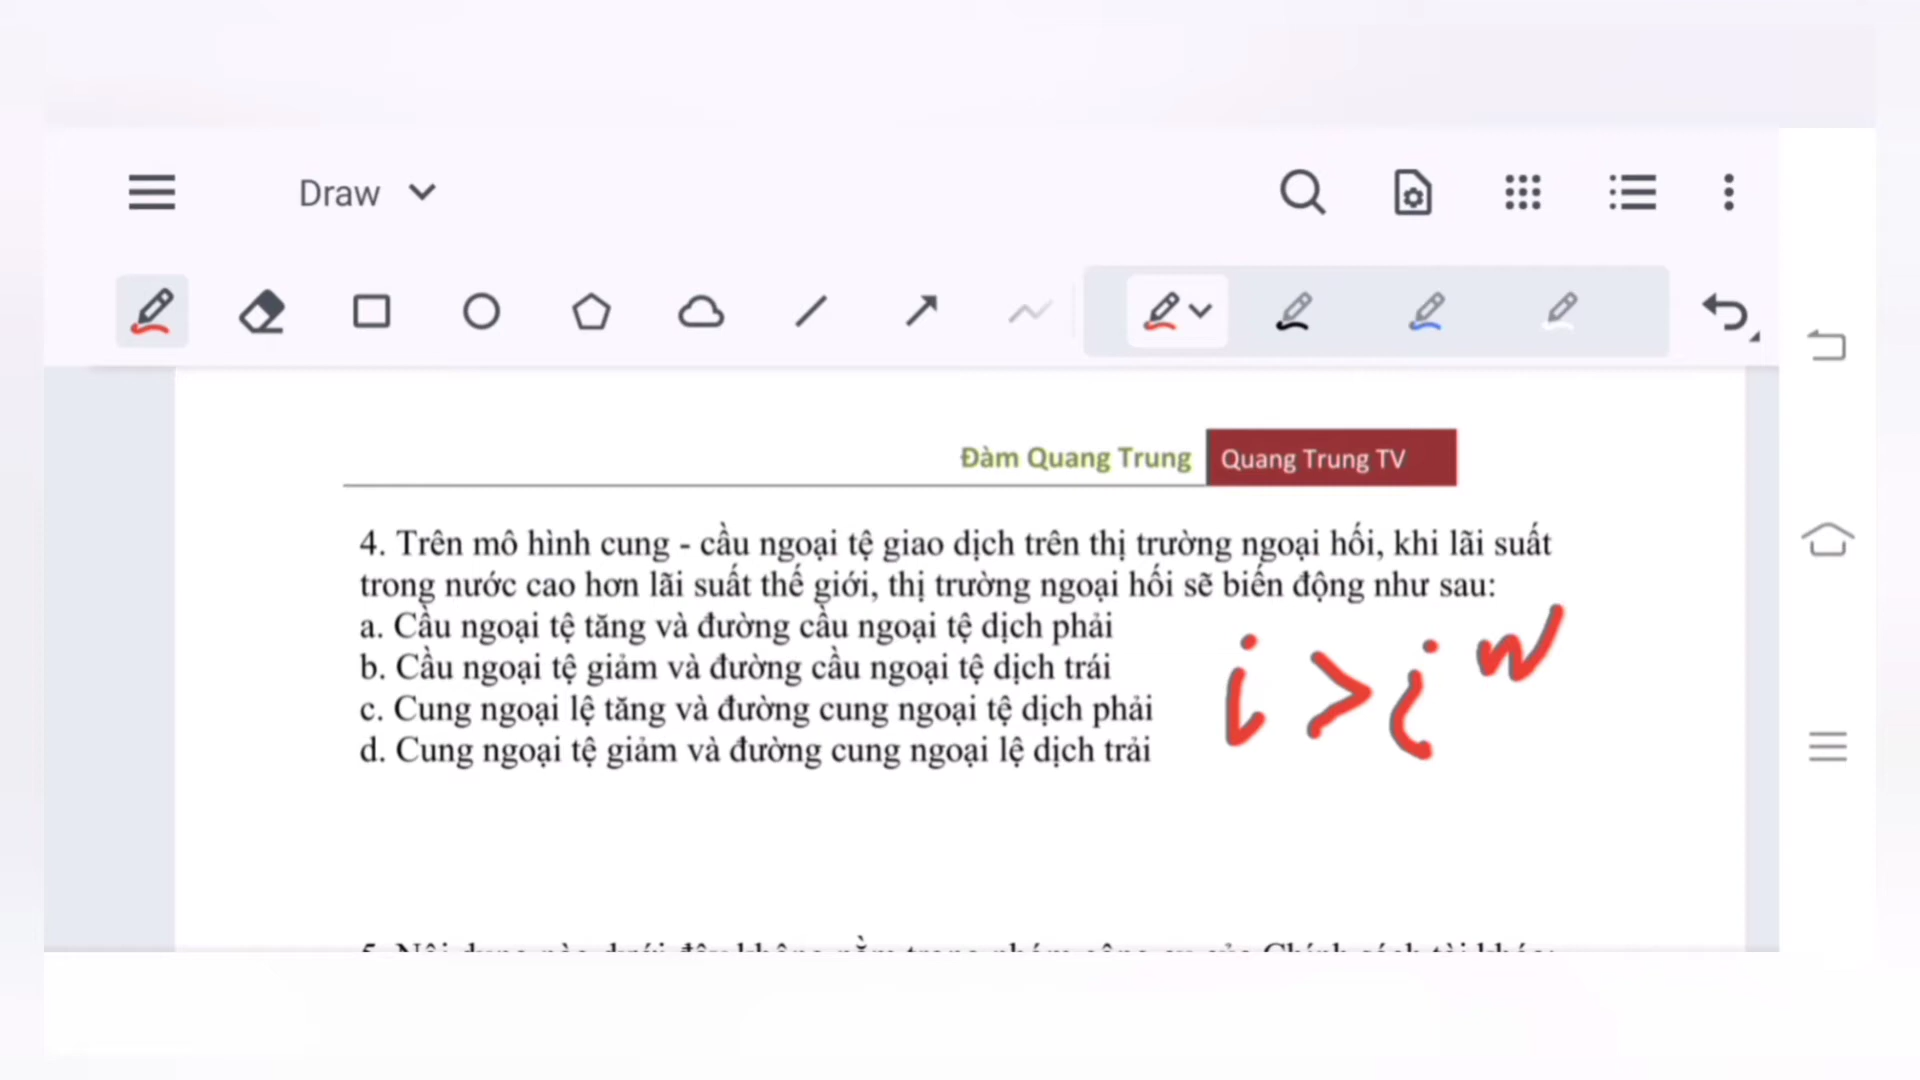 Draw
Đàm Quang Trung
Quang Trung TV
4. Trên mô hình cung - cầu ngoại tệ giao dịch trên thị trường ngoại hối, khi lãi suất
trong nước cao hơn lãi suất thế giới, thị trường ngoại hối sẽ biến động như sau:
a. Cầu ngoại tệ tăng và đường cầu ngoại tệ dịch phải
b. Cầu ngoại tệ giảm và đường cầu ngoại tệ dịch trái
c. Cung ngoại lệ tăng và đường cung ngoại tệ dịch phải
d. Cung ngoại tệ giảm và đường cung ngoại lệ dịch trải
i > i^w